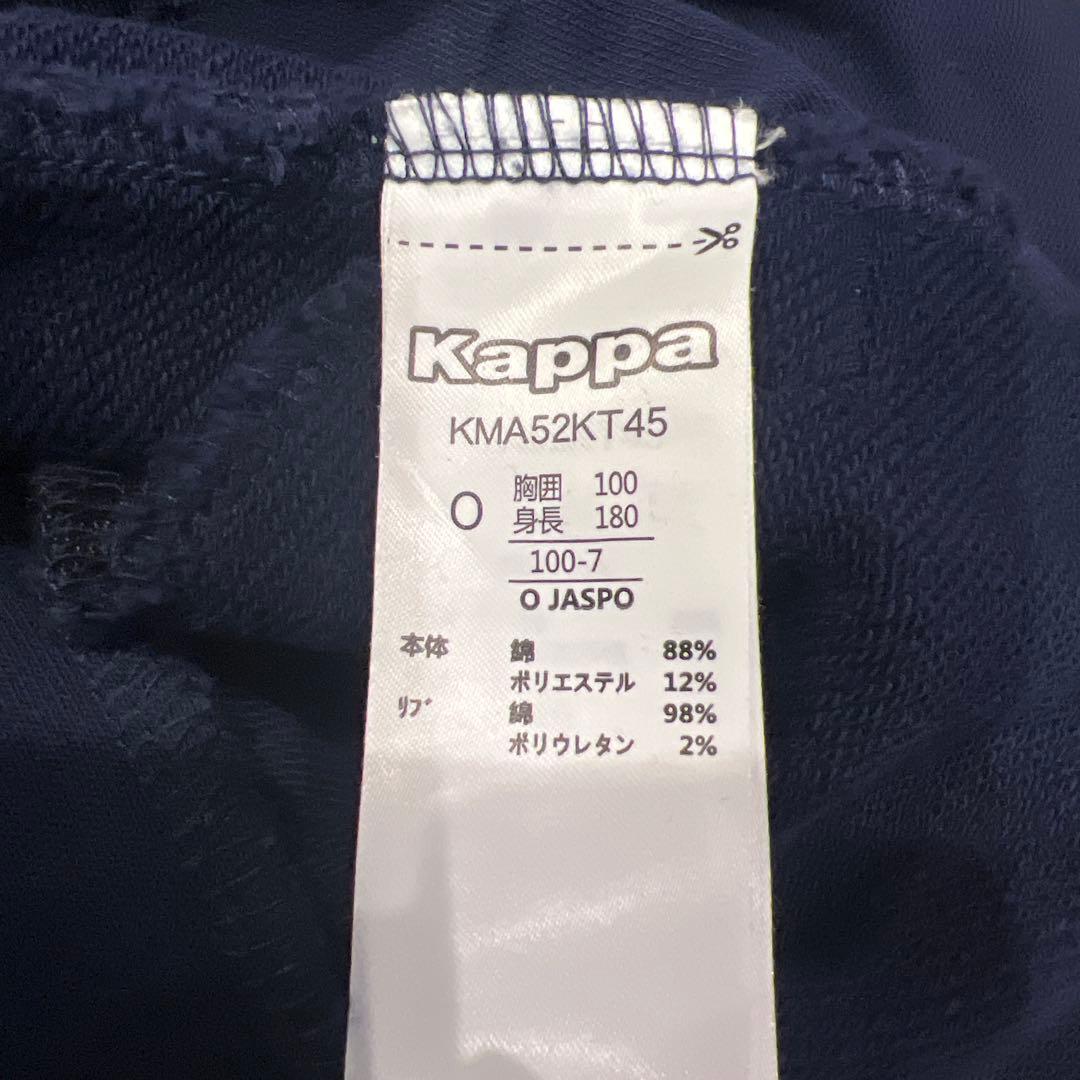 Kappa
KMA52KT45
O 胸囲 100
身長 180
100-7
O JASPO
本体 綿 88%
ポリエステル 12%
ﾘﾌﾞ 綿 98%
ポリウレタン 2%